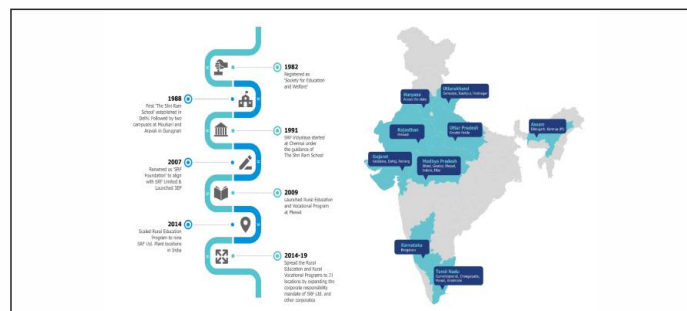 1982
Registered as
'Society for Education
and Welfare'
1988
First 'The Shri Ram
School' established in
Delhi. Followed by two
campuses at Moulsari and
Aravali in Gurugram
1991
SRF Vidyalaya started
at Chennai under
the guidance of
The Shri Ram School
2007
Renamed as 'SRF
Foundation' to align
with SRF Limited &
Launched
2009
Launched Rural Education
and Vocational Program
at Mewat
2014
Scaled Rural Education
Program to nine
SRF Ltd. Plant locations
in India
2014-19
Spread the Rural
Education and Rural
Vocational Programs to
locations by expanding the
corporate responsibility
mandate of SRF Ltd. and
other corporates
Uttarakhand
Haryana
Rajasthan
Uttar Pradesh
Assam
Gujarat
Madhya Pradesh
Karnataka
Bengaluru
Tamil Nadu